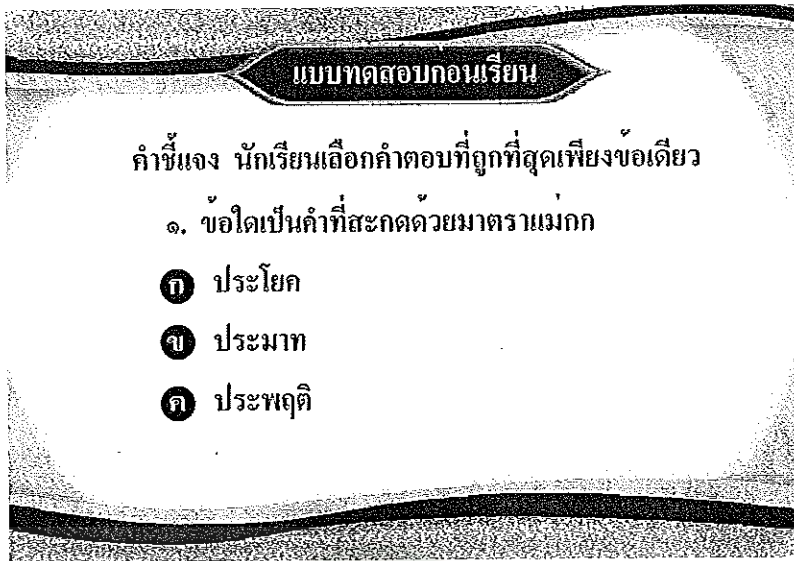 แบบทดสอบก่อนเรียน
คำชี้แจง นักเรียนเลือกคำตอบที่ถูกที่สุดเพียงข้อเดียว
๑. ข้อใดเป็นคำที่สะกดด้วยมาตราแม่กก
ก ประโยค
ข ประมาท
ค ประพฤติ